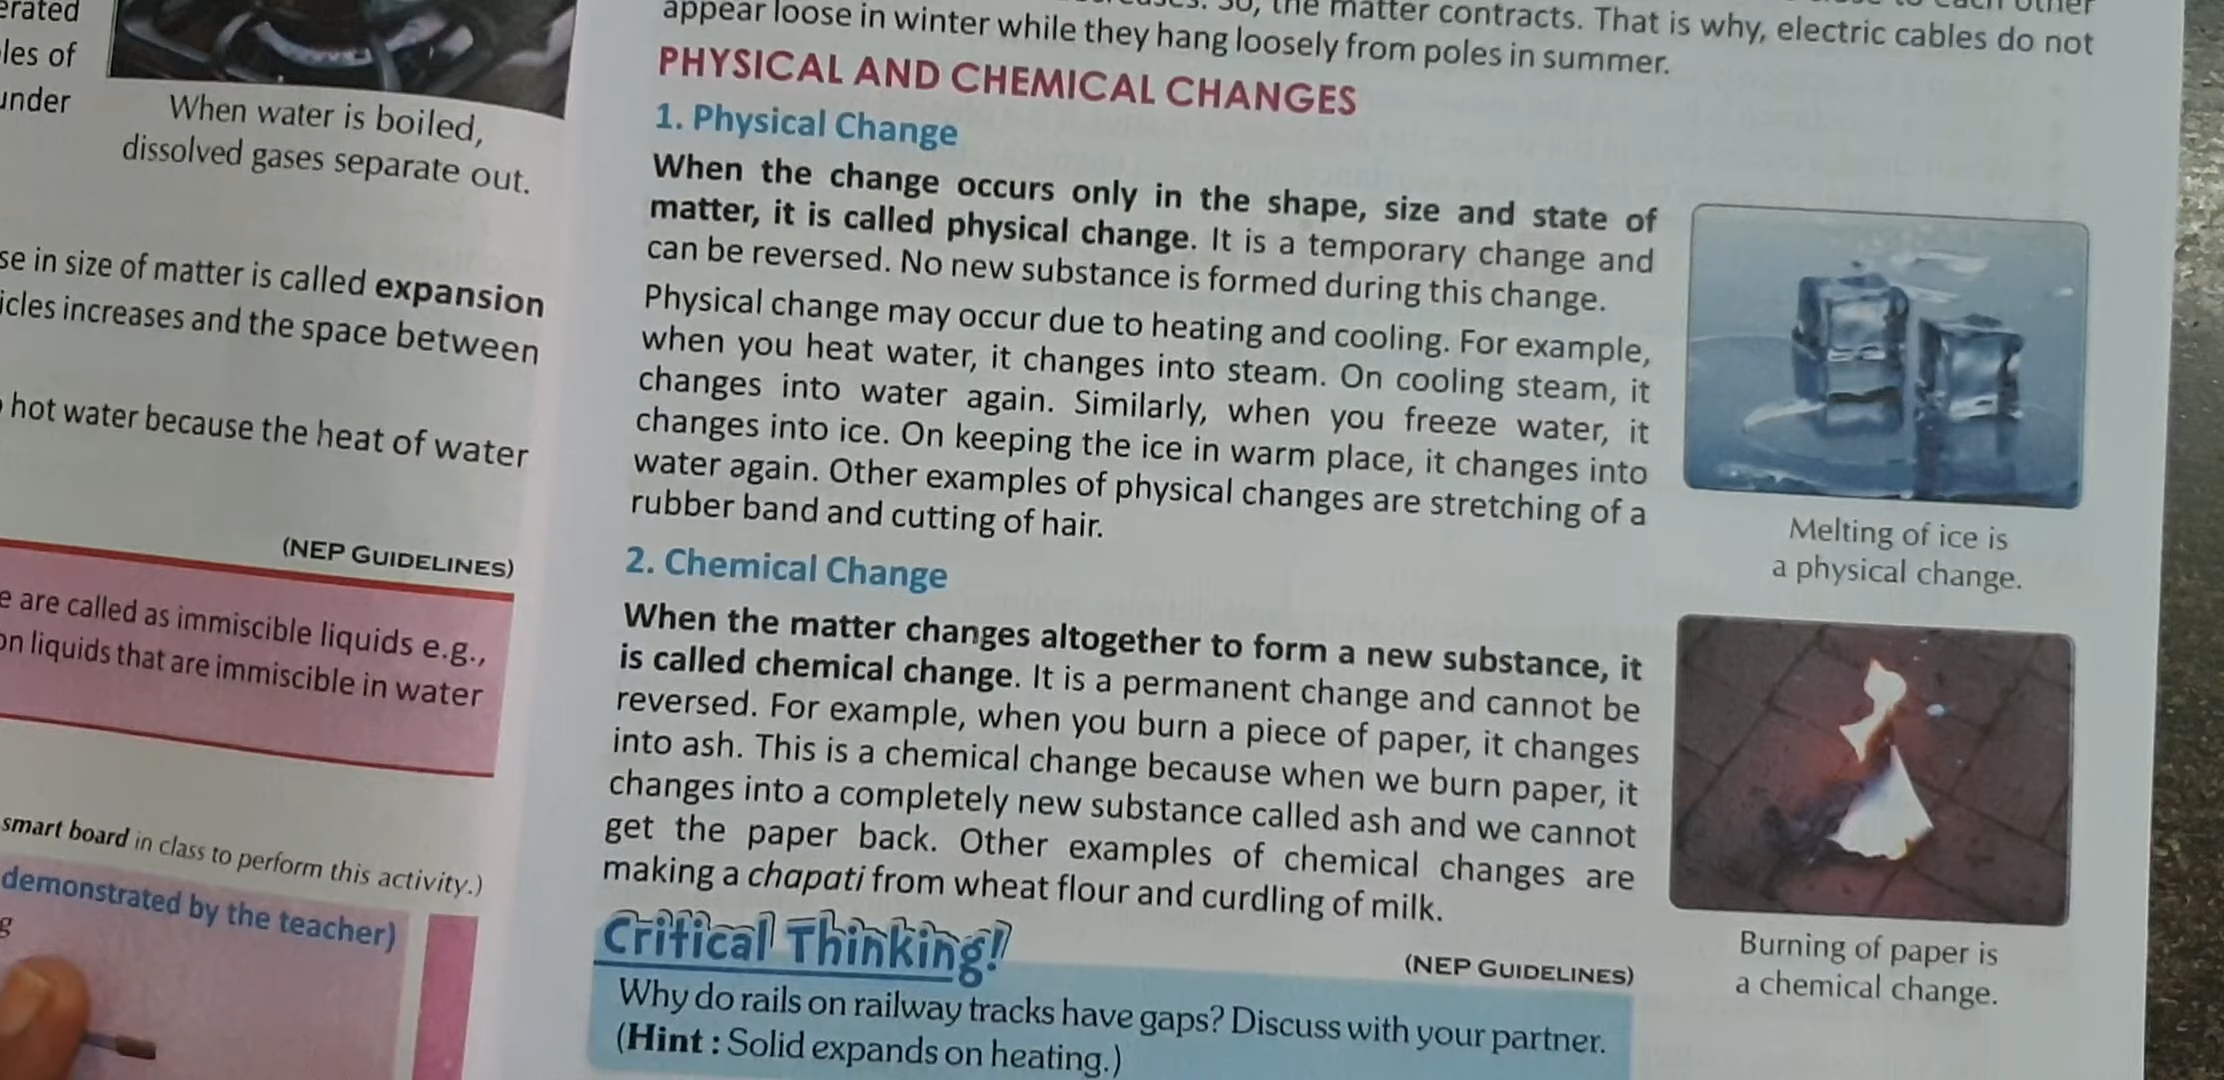 les of
under
When water is boiled,
dissolved gases separate out.
se in size of matter is called expansion
icles increases and the space between
hot water because the heat of water
(NEP GUIDELINES)
e are called as immiscible liquids e.g.,
on liquids that are immiscible in water
smart board in class to perform this activity.)
demonstrated by the teacher)
g
So, the matter contracts. That is why, electric cables do not
appear loose in winter while they hang loosely from poles in summer.
PHYSICAL AND CHEMICAL CHANGES
1. Physical Change
When the change occurs only in the shape, size and state of
matter, it is called physical change. It is a temporary change and
can be reversed. No new substance is formed during this change.
Physical change may occur due to heating and cooling. For example,
when you heat water, it changes into steam. On cooling steam, it
changes into water again. Similarly, when you freeze water, it
changes into ice. On keeping the ice in warm place, it changes into
water again. Other examples of physical changes are stretching of a
rubber band and cutting of hair.
Melting of ice is
a physical change.
2. Chemical Change
When the matter changes altogether to form a new substance, it
is called chemical change. It is a permanent change and cannot be
reversed. For example, when you burn a piece of paper, it changes
into ash. This is a chemical change because when we burn paper, it
changes into a completely new substance called ash and we cannot
get the paper back. Other examples of chemical changes are
making a chapati from wheat flour and curdling of milk.
Burning of paper is
a chemical change.
Critical Thinking!
(NEP GUIDELINES)
Why do rails on railway tracks have gaps? Discuss with your partner.
(Hint : Solid expands on heating.)